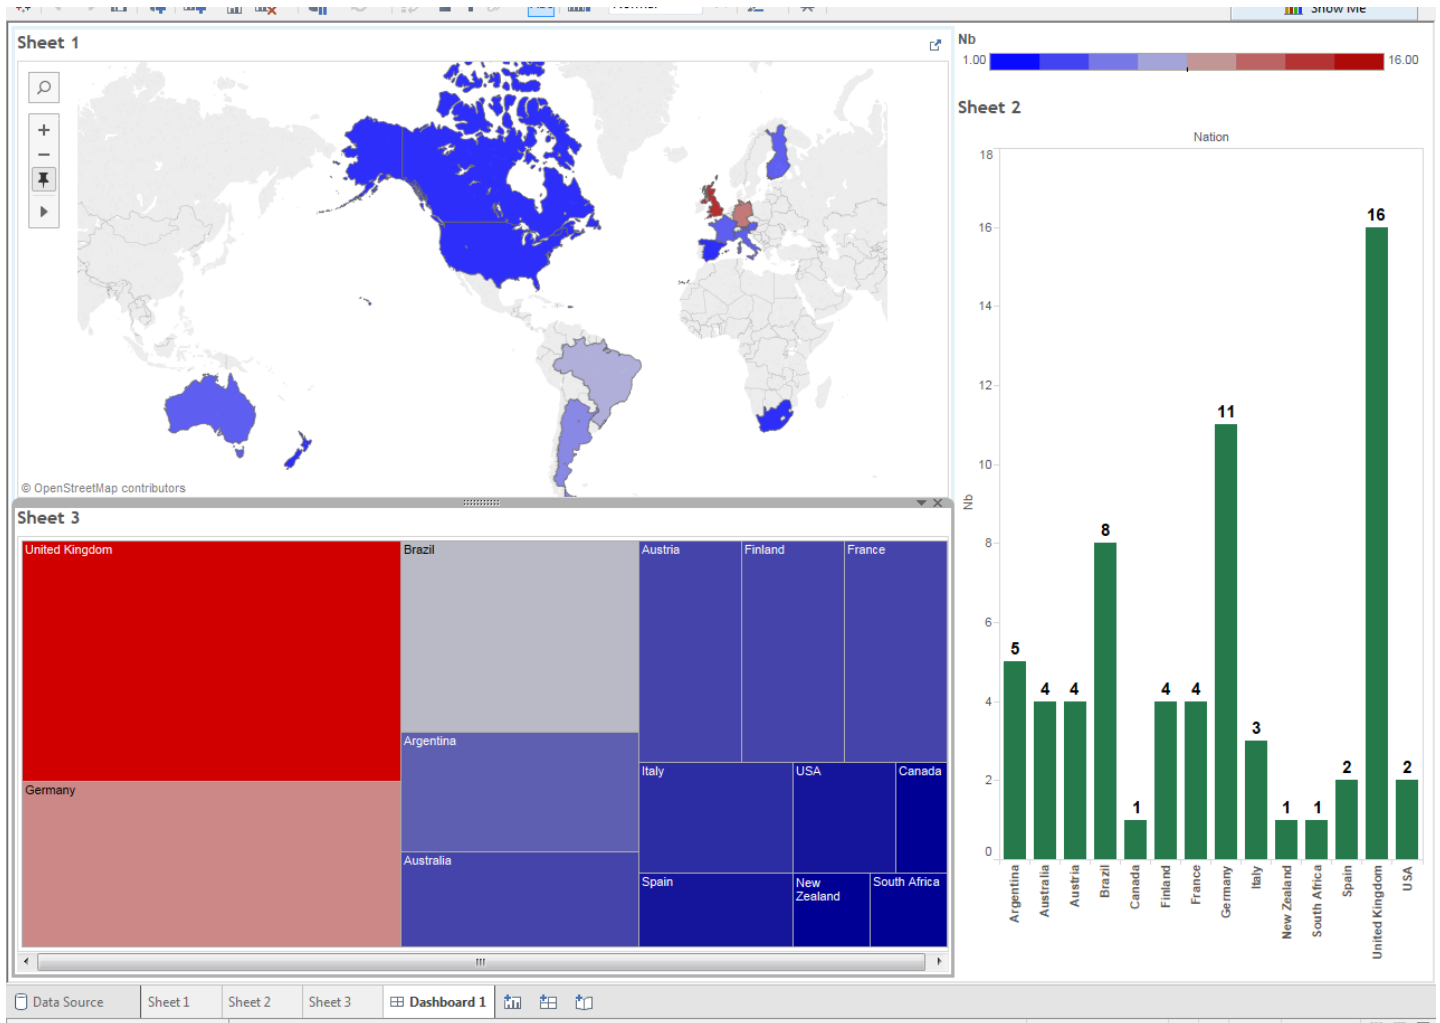 Normal
Show Me
Sheet 1
© OpenStreetMap contributors
Nb
1.00
16.00
Sheet 2
Nation
18
16
14
12
10
8
6
4
2
0
Nb
5
4
4
8
1
4
4
11
3
1
1
2
16
2
Argentina
Australia
Austria
Brazil
Canada
Finland
France
Germany
Italy
New Zealand
South Africa
Spain
United Kingdom
USA
Sheet 3
United Kingdom
Brazil
Austria
Finland
France
Argentina
Italy
USA
Canada
Germany
Australia
Spain
New
Zealand
South Africa
Data Source
Sheet 1
Sheet 2
Sheet 3
Dashboard 1